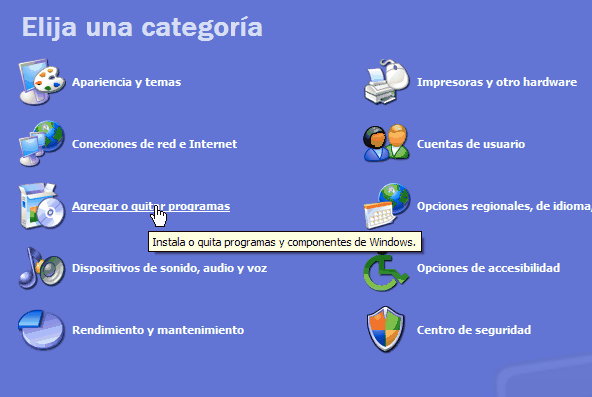 Elija una categoría
Apariencia y temas
Impresoras y otro hardware
Conexiones de red e Internet
Cuentas de usuario
Agregar o quitar programas
Opciones regionales, de idioma,
Instala o quita programas y componentes de Windows.
Dispositivos de sonido, audio y voz
Opciones de accesibilidad
Rendimiento y mantenimiento
Centro de seguridad